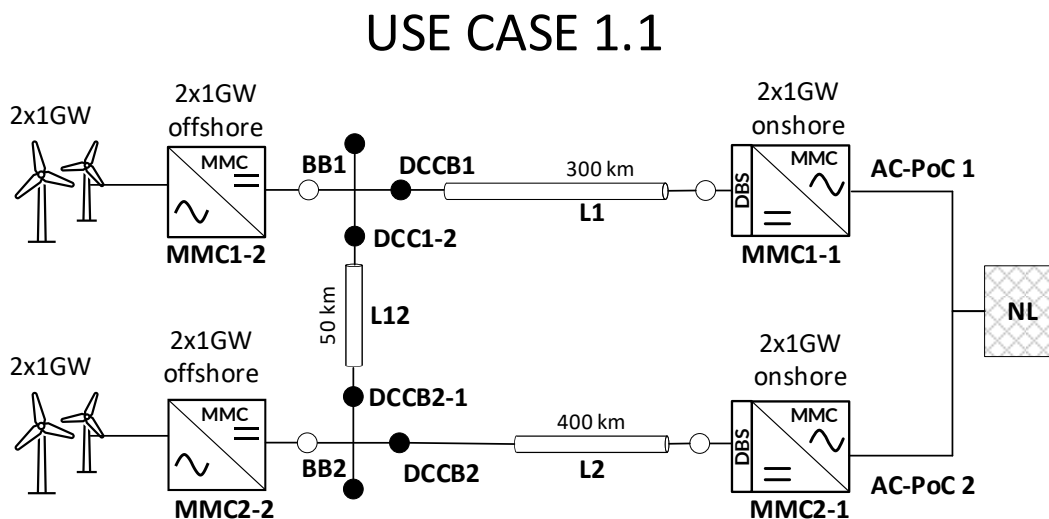 USE CASE 1.1
2x1GW
2x1GW
offshore
MMC
MMC1-2
BB1
DCCB1
300 km
L1
2x1GW
onshore
DBS
MMC
MMC1-1
AC-PoC 1
DCC1-2
50 km
L12
NL
2x1GW
2x1GW
offshore
MMC
MMC2-2
DCCB2-1
BB2
DCCB2
400 km
L2
2x1GW
onshore
DBS
MMC
MMC2-1
AC-PoC 2